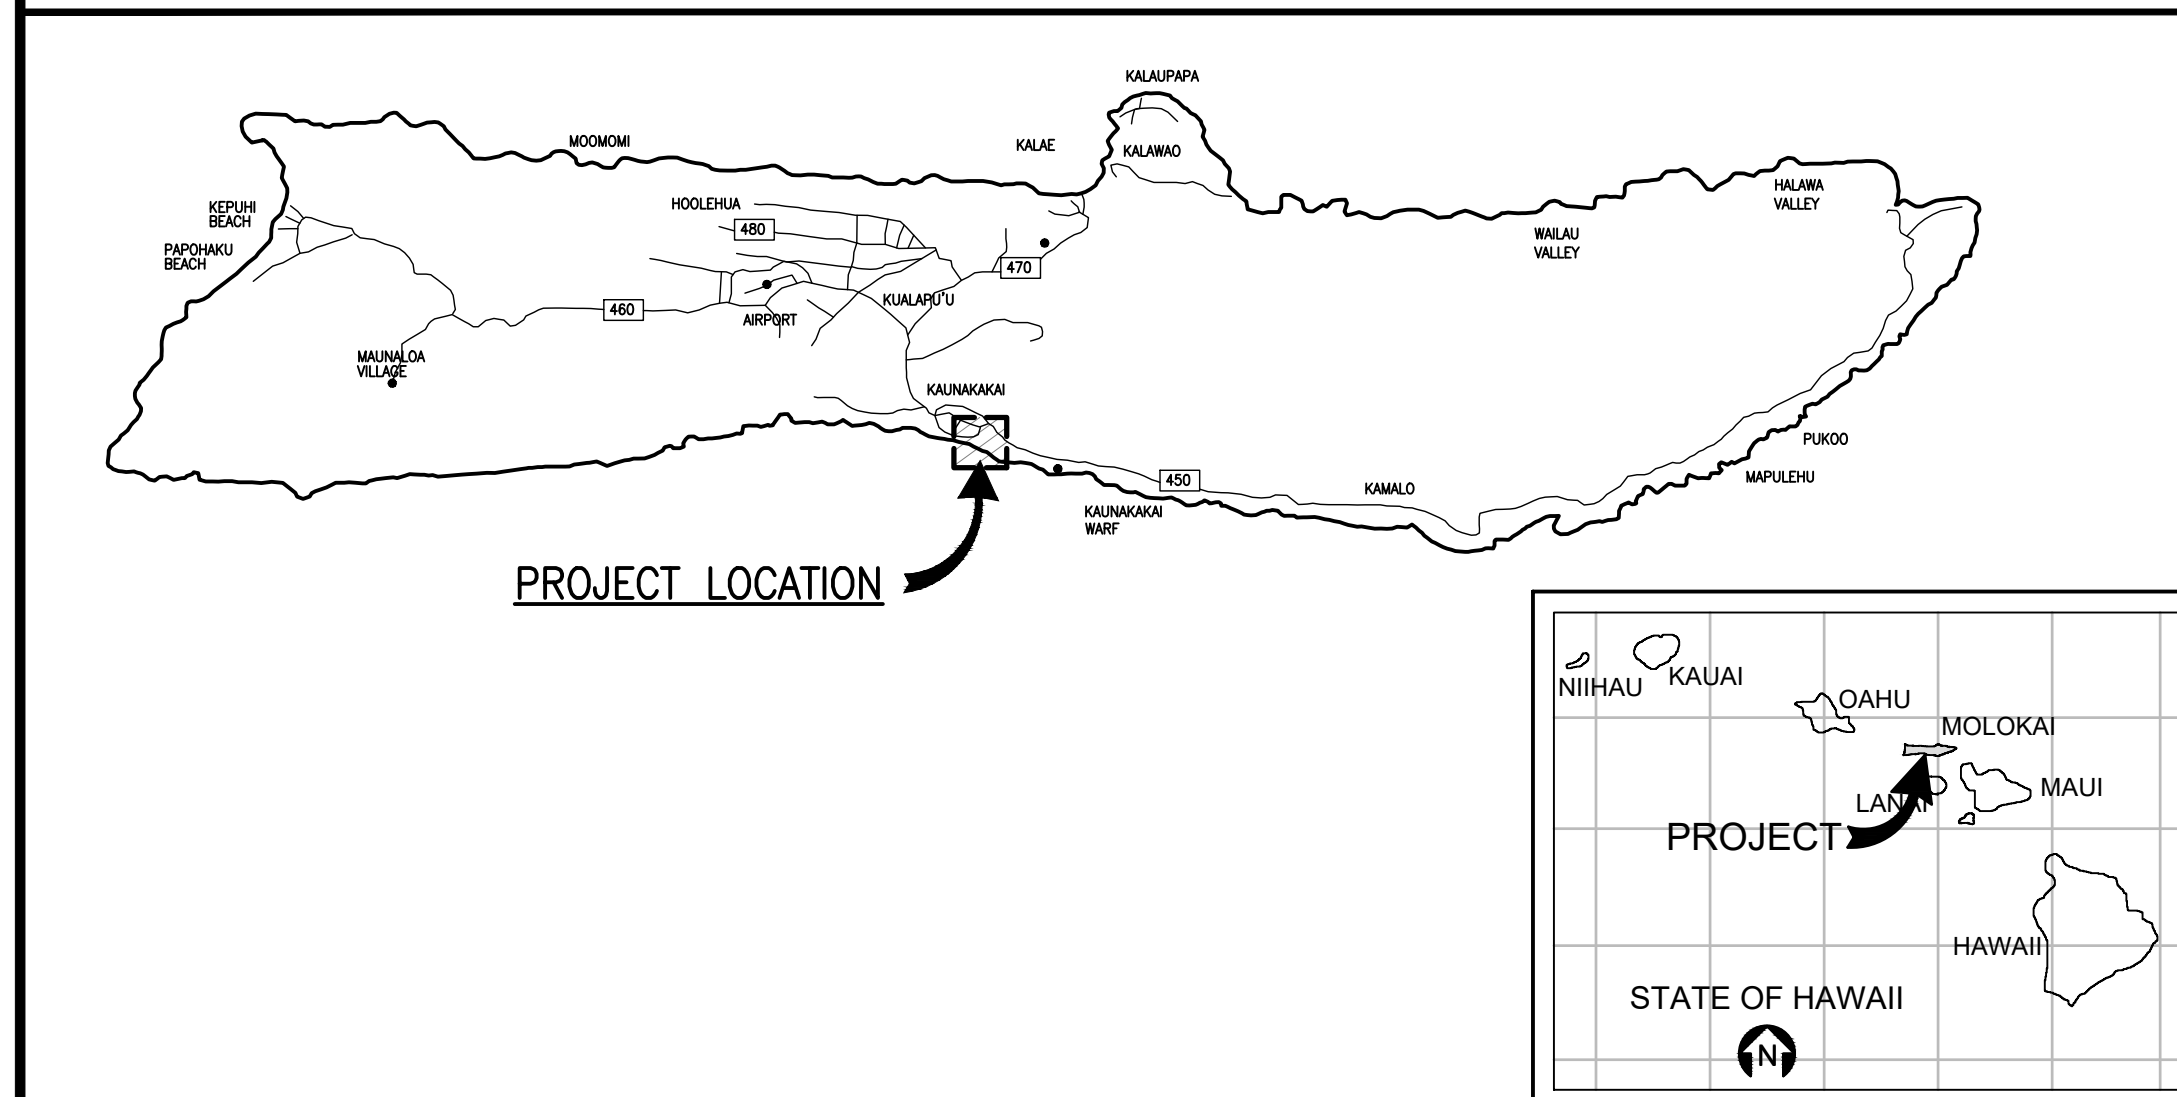 KALAUPAPA
MOOMOMI
KALAE
KALAWAO
HALAWA
VALLEY
HOOLEHUA
KEPUHI
BEACH
480
WAILAU
VALLEY
PAPOHAKU
BEACH
470
KUALAPU'U
460
AIRPORT
MAUNALOA
VILLAGE
KAUNAKAKAI
PUKOO
MAPULEHU
450
KAMALO
KAUNAKAKAI
WARF
PROJECT LOCATION
NIIHAU
KAUAI
OAHU
MOLOKAI
LANAI
MAUI
PROJECT
HAWAII
STATE OF HAWAII
N